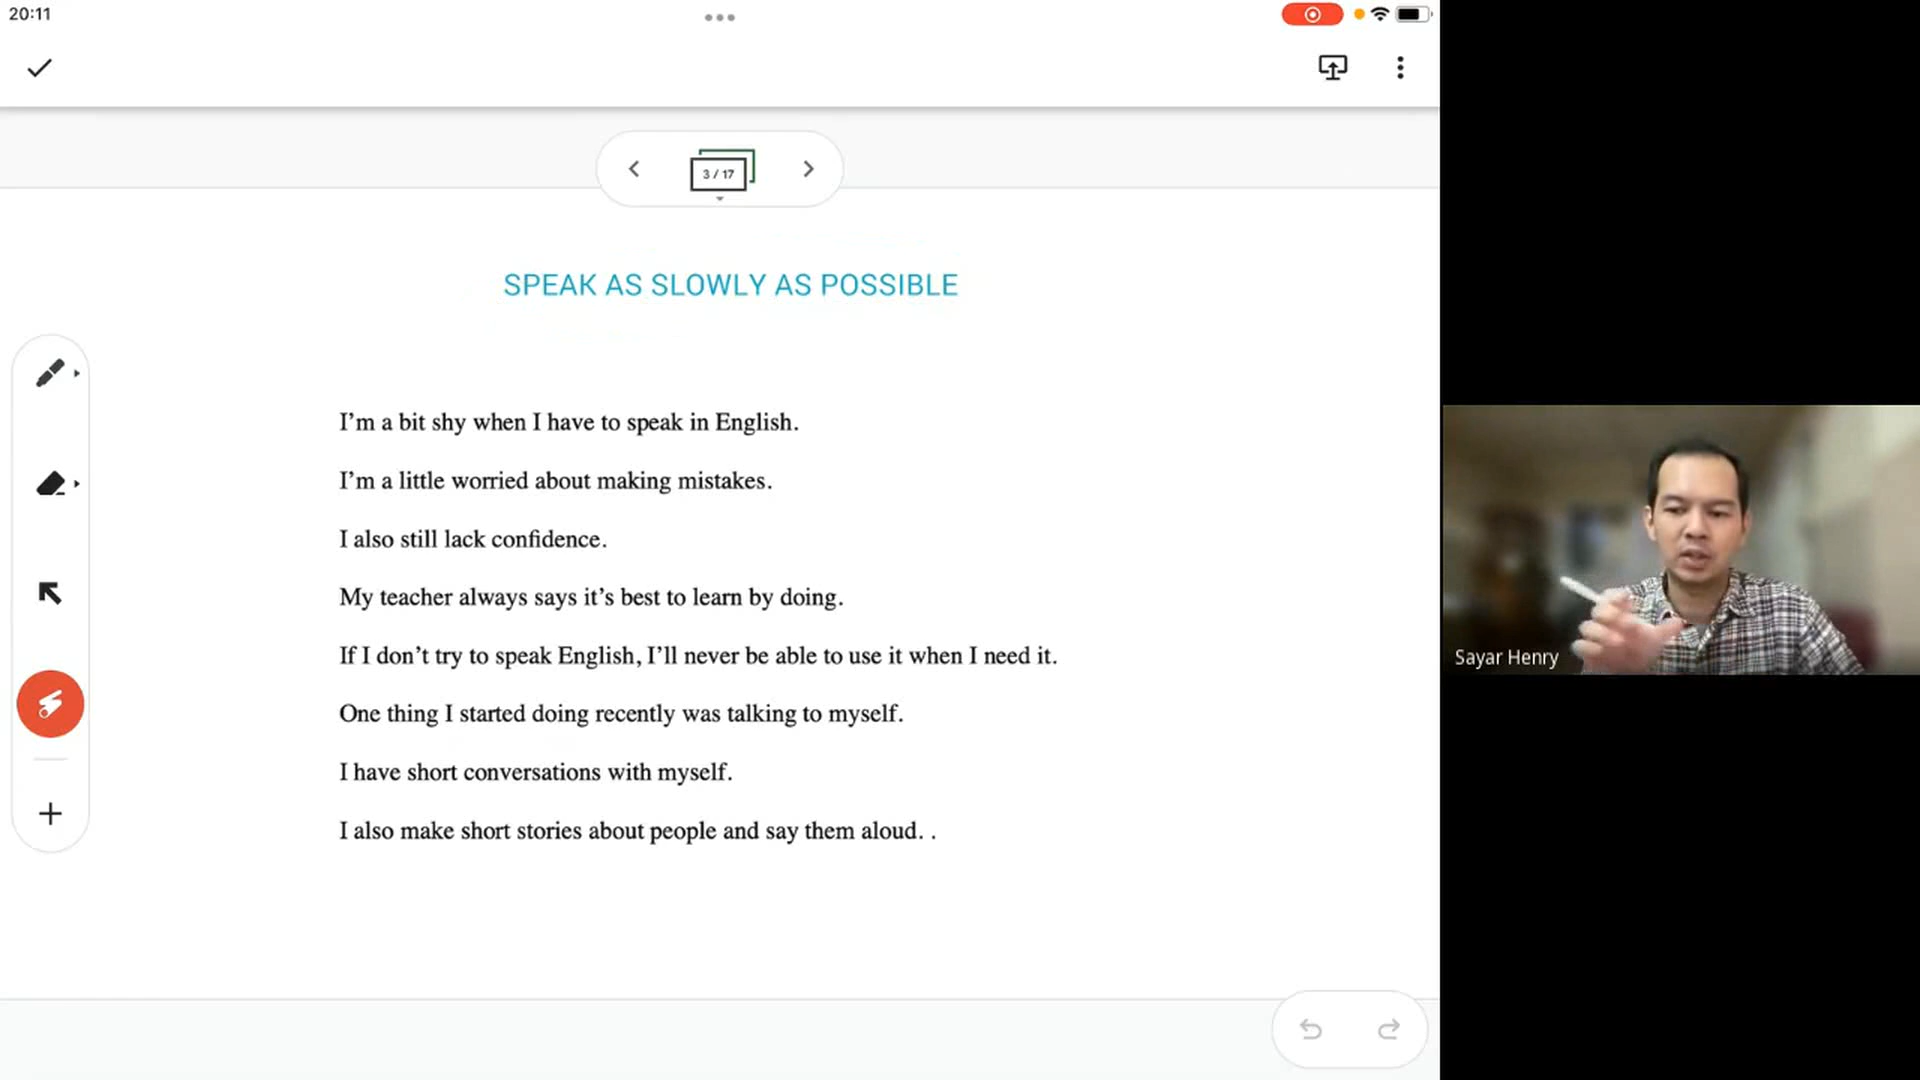 20:11
3 / 17
SPEAK AS SLOWLY AS POSSIBLE
I’m a bit shy when I have to speak in English.
I’m a little worried about making mistakes.
I also still lack confidence.
My teacher always says it’s best to learn by doing.
If I don’t try to speak English, I’ll never be able to use it when I need it.
One thing I started doing recently was talking to myself.
I have short conversations with myself.
I also make short stories about people and say them aloud. .
Sayar Henry